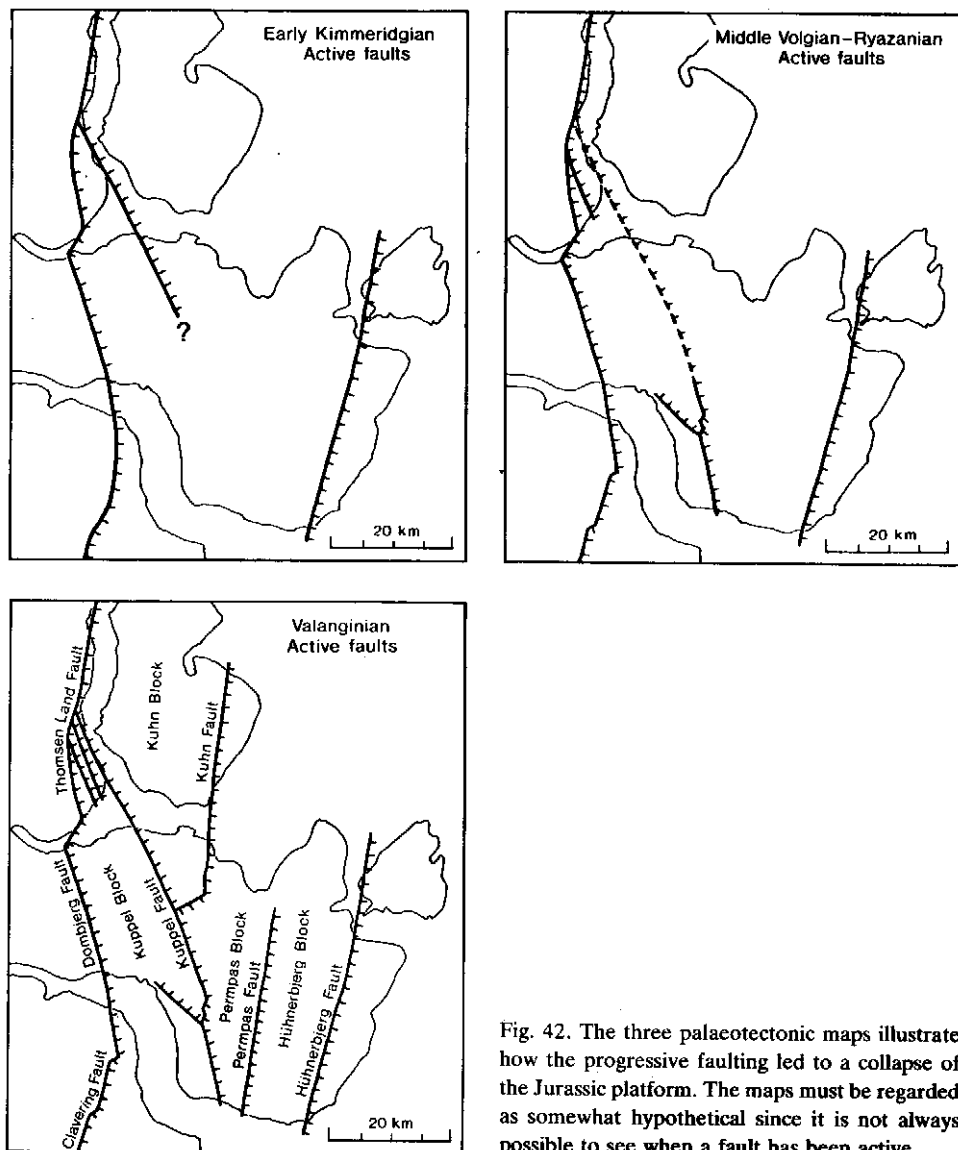 Early Kimmeridgian
Active faults
?
20 km
Middle Volgian–Ryazanian
Active faults
20 km
Valanginian
Active faults
Thomsen Land Fault
Kuhn Block
Kuhn Fault
Dombjerg Fault
Kuppel Block
Kuppel Fault
Permpas Block
Permpas Fault
Hühnerbjerg Block
Hühnerbjerg Fault
Clavering Fault
20 km
Fig. 42. The three palaeotectonic maps illustrate
how the progressive faulting led to a collapse of
the Jurassic platform. The maps must be regarded
as somewhat hypothetical since it is not always
possible to see when a fault has been active